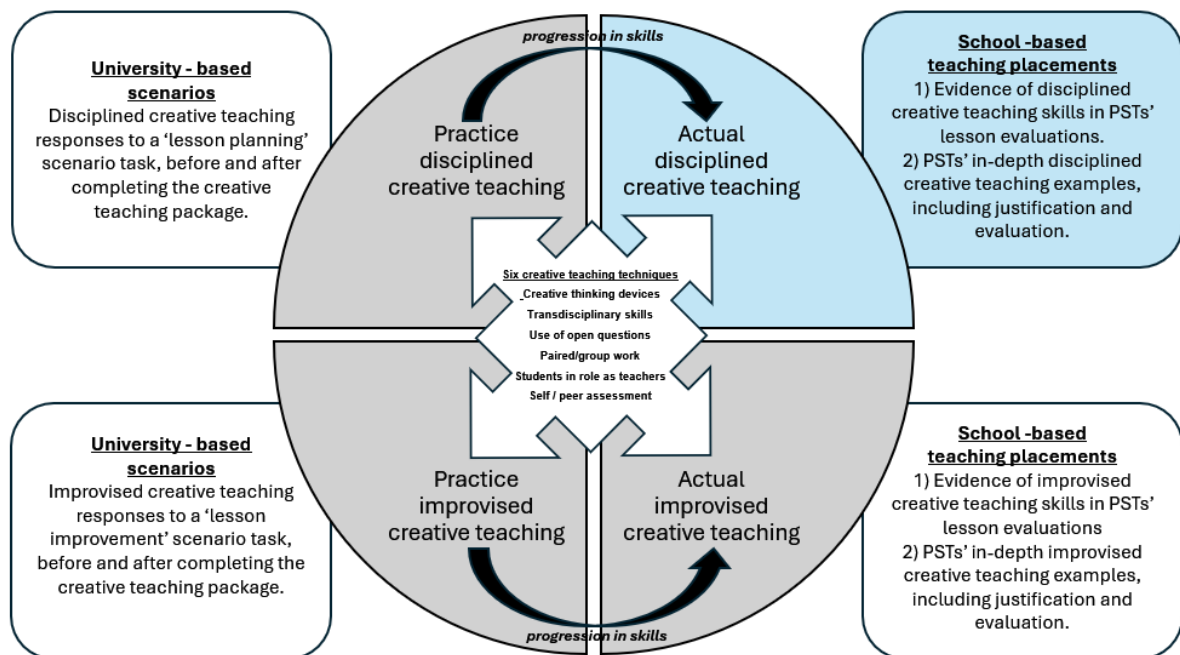 University - based
scenarios
Disciplined creative teaching
responses to a ‘lesson planning’
scenario task, before and after
completing the creative
teaching package.
progression in skills
Practice
disciplined
creative teaching
Actual
disciplined
creative teaching
School -based
teaching placements
1) Evidence of disciplined
creative teaching skills in PSTs’
lesson evaluations.
2) PSTs’ in-depth disciplined
creative teaching examples,
including justification and
evaluation.
Six creative teaching techniques
Creative thinking devices
Transdisciplinary skills
Use of open questions
Paired/group work
Students in role as teachers
Self / peer assessment
University - based
scenarios
Improvised creative teaching
responses to a ‘lesson
improvement’ scenario task,
before and after completing the
creative teaching package.
Practice
improvised
creative teaching
Actual
improvised
creative teaching
progression in skills
School -based
teaching placements
1) Evidence of improvised
creative teaching skills in PSTs’
lesson evaluations
2) PSTs’ in-depth improvised
creative teaching examples,
including justification and
evaluation.